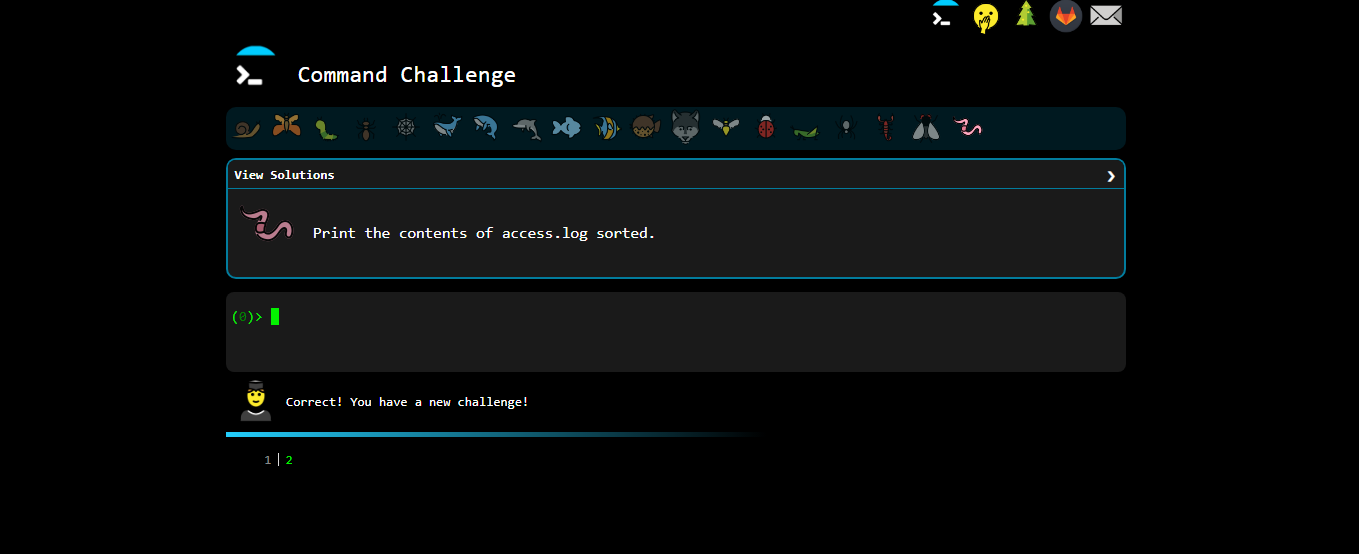 Command Challenge
View Solutions
Print the contents of access.log sorted.
(0)>
Correct! You have a new challenge!
1 | 2